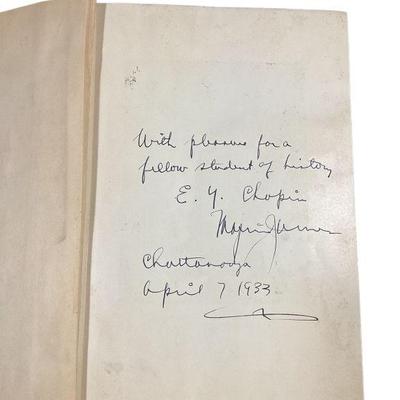 With pleasure for a
fellow student of history
E. Y. Chapin
Chattanooga
April 7 1933